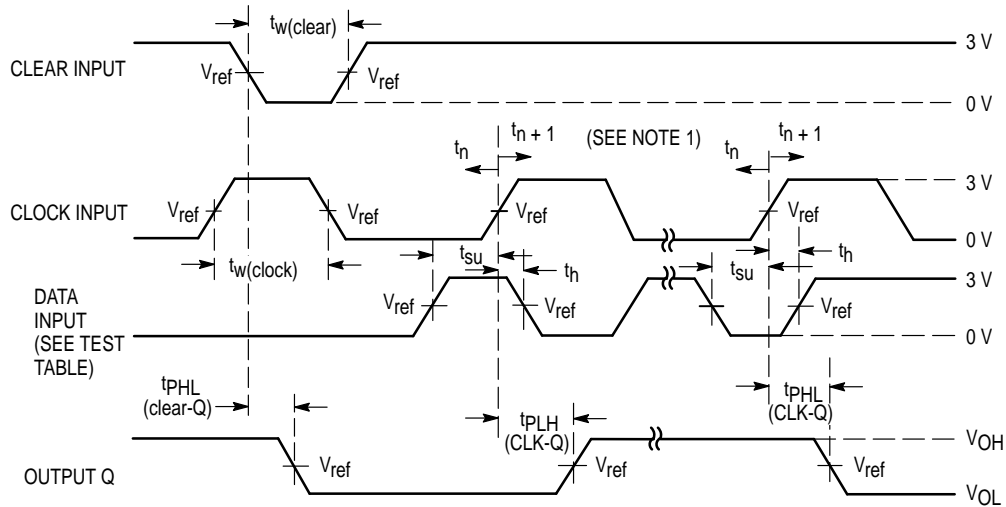 tw(clear)
3 V
CLEAR INPUT
Vref
Vref
0 V
tn
tn + 1
(SEE NOTE 1)
tn
tn + 1
3 V
CLOCK INPUT
Vref
Vref
Vref
Vref
0 V
tw(clock)
tsu
th
tsu
th
3 V
DATA
INPUT
(SEE TEST
TABLE)
Vref
Vref
Vref
Vref
0 V
tPHL
(clear-Q)
tPLH
(CLK-Q)
tPHL
(CLK-Q)
VOH
OUTPUT Q
Vref
Vref
Vref
VOL